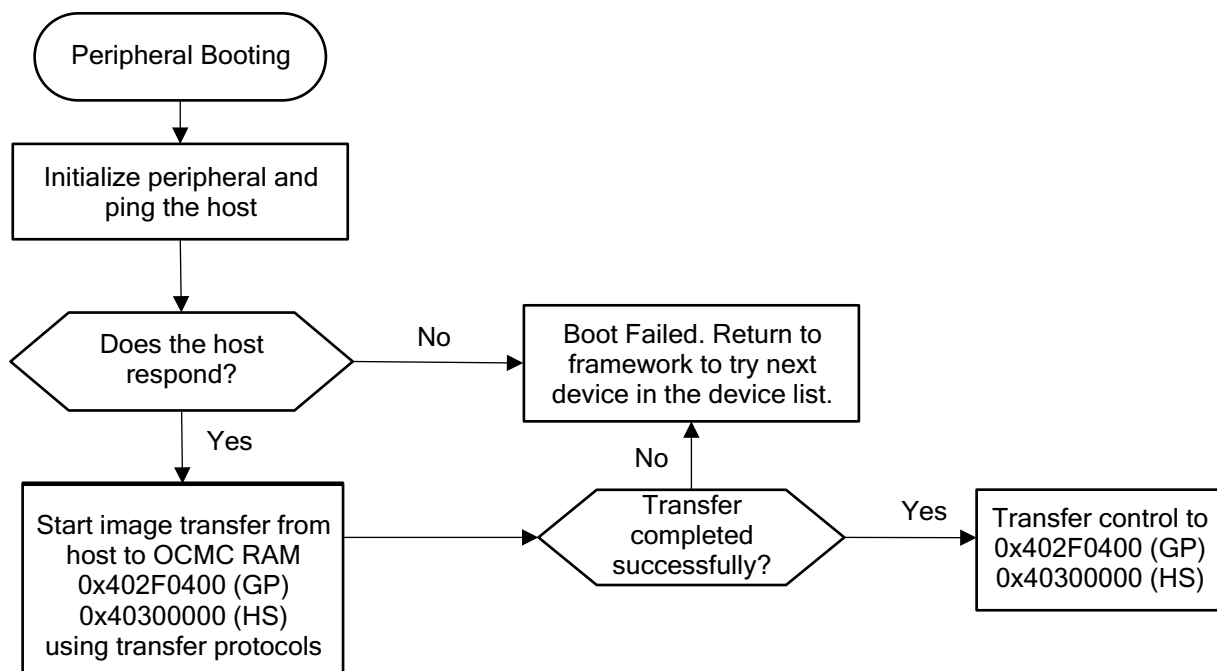 Peripheral Booting
Initialize peripheral and
ping the host
Does the host
respond?
No
Boot Failed. Return to
framework to try next
device in the device list.
Yes
No
Start image transfer from
host to OCMC RAM
0x402F0400 (GP)
0x40300000 (HS)
using transfer protocols
Transfer
completed
successfully?
Yes
Transfer control to
0x402F0400 (GP)
0x40300000 (HS)